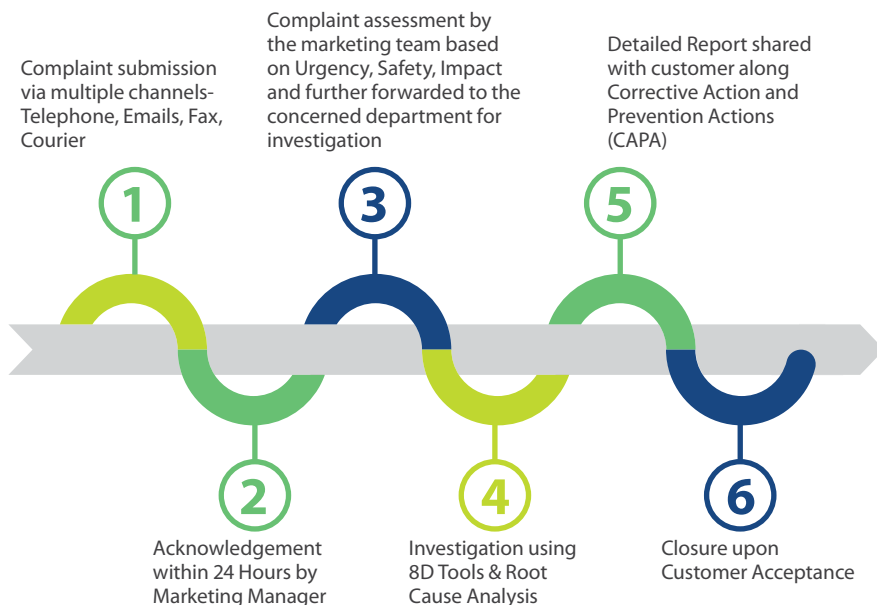 Complaint submission
via multiple channels-
Telephone, Emails, Fax,
Courier
1
Acknowledgement
within 24 Hours by
Marketing Manager
2
Complaint assessment by
the marketing team based
on Urgency, Safety, Impact
and further forwarded to the
concerned department for
investigation
3
Investigation using
8D Tools & Root
Cause Analysis
4
Detailed Report shared
with customer along
Corrective Action and
Prevention Actions
(CAPA)
5
Closure upon
Customer Acceptance
6